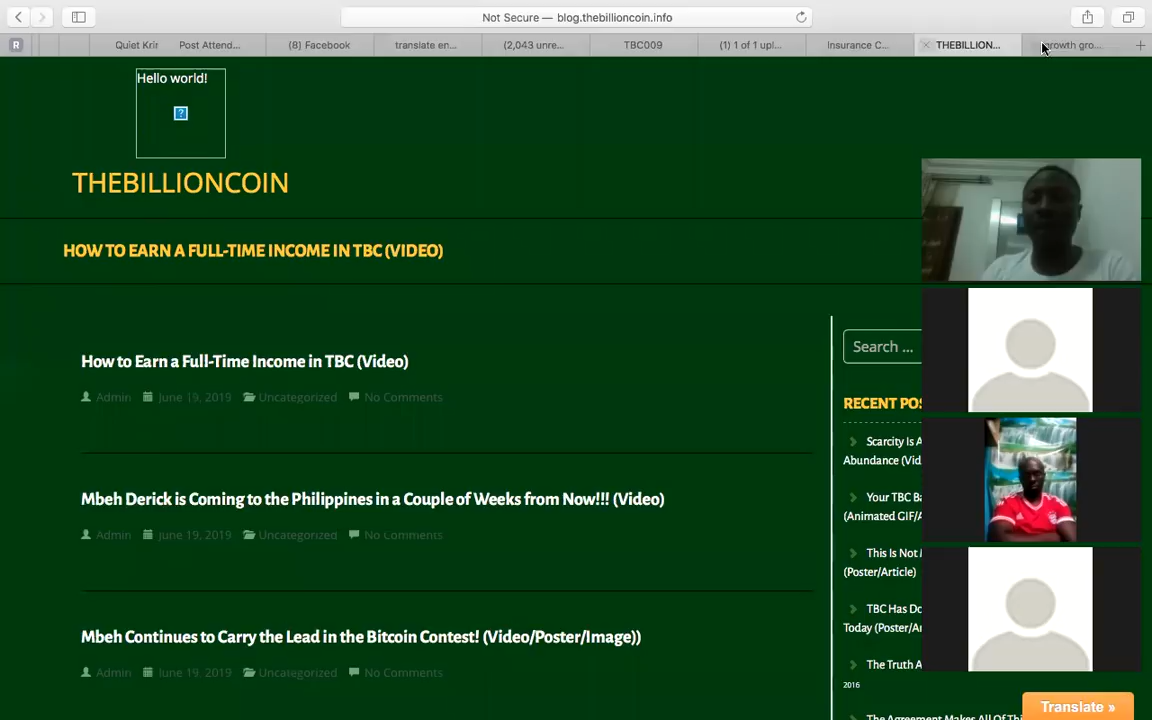 Not Secure — blog.thebillioncoin.info
R
Quiet Krir
Post Attend...
(8) Facebook
translate en...
(2,043 unre...
TBC009
(1) 1 of 1 upl...
Insurance C...
THEBILLION...
growth gro...
Hello world!
THEBILLIONCOIN
HOW TO EARN A FULL-TIME INCOME IN TBC (VIDEO)
How to Earn a Full-Time Income in TBC (Video)
Admin June 19, 2019 Uncategorized No Comments
Mbeh Derick is Coming to the Philippines in a Couple of Weeks from Now!!! (Video)
Admin June 19, 2019 Uncategorized No Comments
Mbeh Continues to Carry the Lead in the Bitcoin Contest! (Video/Poster/Image))
Admin June 19, 2019 Uncategorized No Comments
Search ...
RECENT POS
Scarcity Is A
Abundance (Vid
Your TBC Ba
(Animated GIF/A
This Is Not
(Poster/Article)
TBC Has Do
Today (Poster/Ar
The Truth A
2016
The Agreement Makes All Of Thi
Translate »